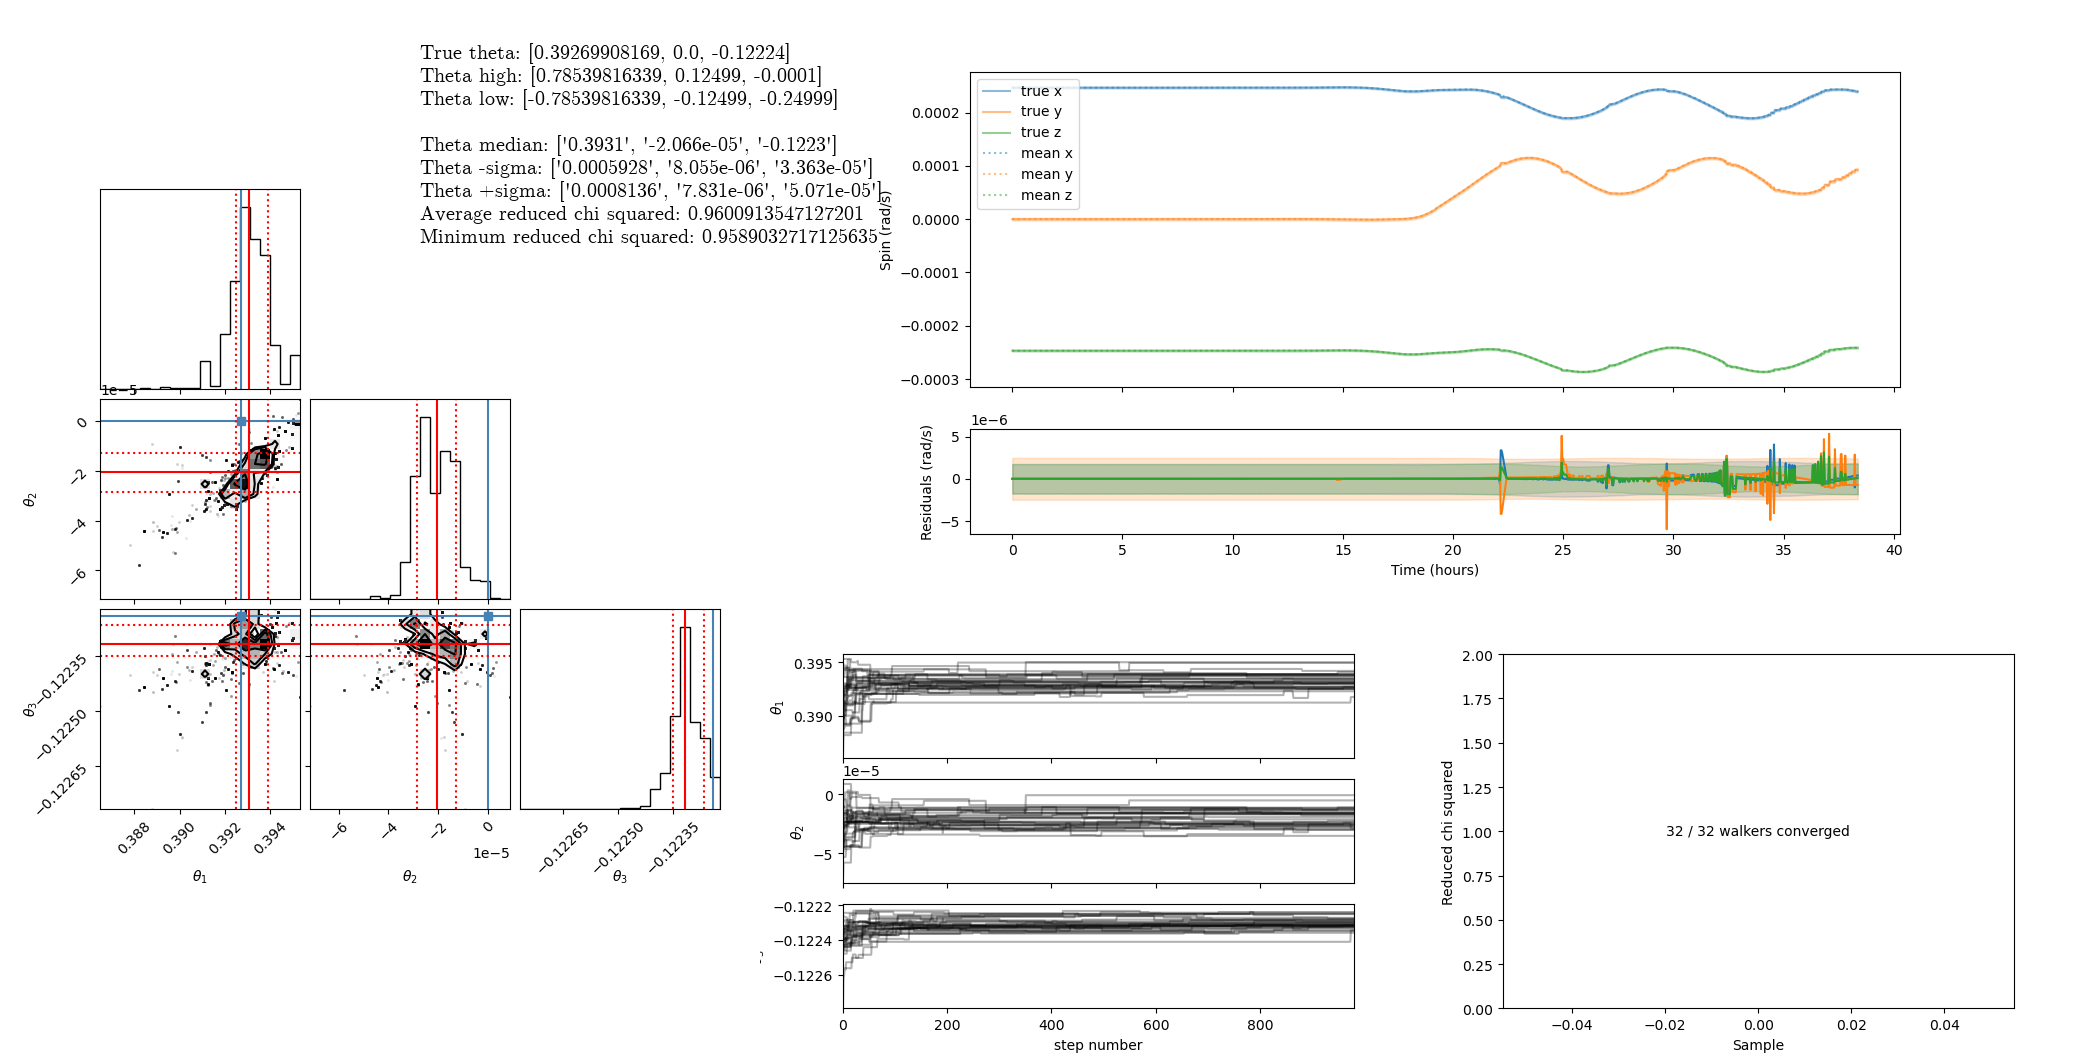 True theta: [0.39269908169, 0.0, -0.12224]
Theta high: [0.78539816339, 0.12499, -0.0001]
Theta low: [-0.78539816339, -0.12499, -0.24999]
Theta median: ['0.3931', '-2.066e-05', '-0.1223']
Theta -sigma: ['0.0005928', '8.055e-06', '3.363e-05']
Theta +sigma: ['0.0008136', '7.831e-06', '5.071e-05']
Average reduced chi squared: 0.9600913547127201
Minimum reduced chi squared: 0.9589032717125635
1e−5
0
−2
−4
−6
θ2
−0.12235
−0.12250
−0.12265
θ3
0.388
0.390
0.392
0.394
θ1
−6
−4
−2
0
1e−5
θ2
−0.12265
−0.12250
−0.12235
θ3
true x
true y
true z
mean x
mean y
mean z
0.0002
0.0001
0.0000
−0.0001
−0.0002
−0.0003
Spin (rad/s)
1e−6
5
0
−5
Residuals (rad/s)
0
5
10
15
20
25
30
35
40
Time (hours)
0.395
0.390
θ1
1e−5
0
−5
θ2
−0.1222
−0.1224
−0.1226
0
200
400
600
800
step number
2.00
1.75
1.50
1.25
1.00
0.75
0.50
0.25
0.00
Reduced chi squared
32 / 32 walkers converged
−0.04
−0.02
0.00
0.02
0.04
Sample